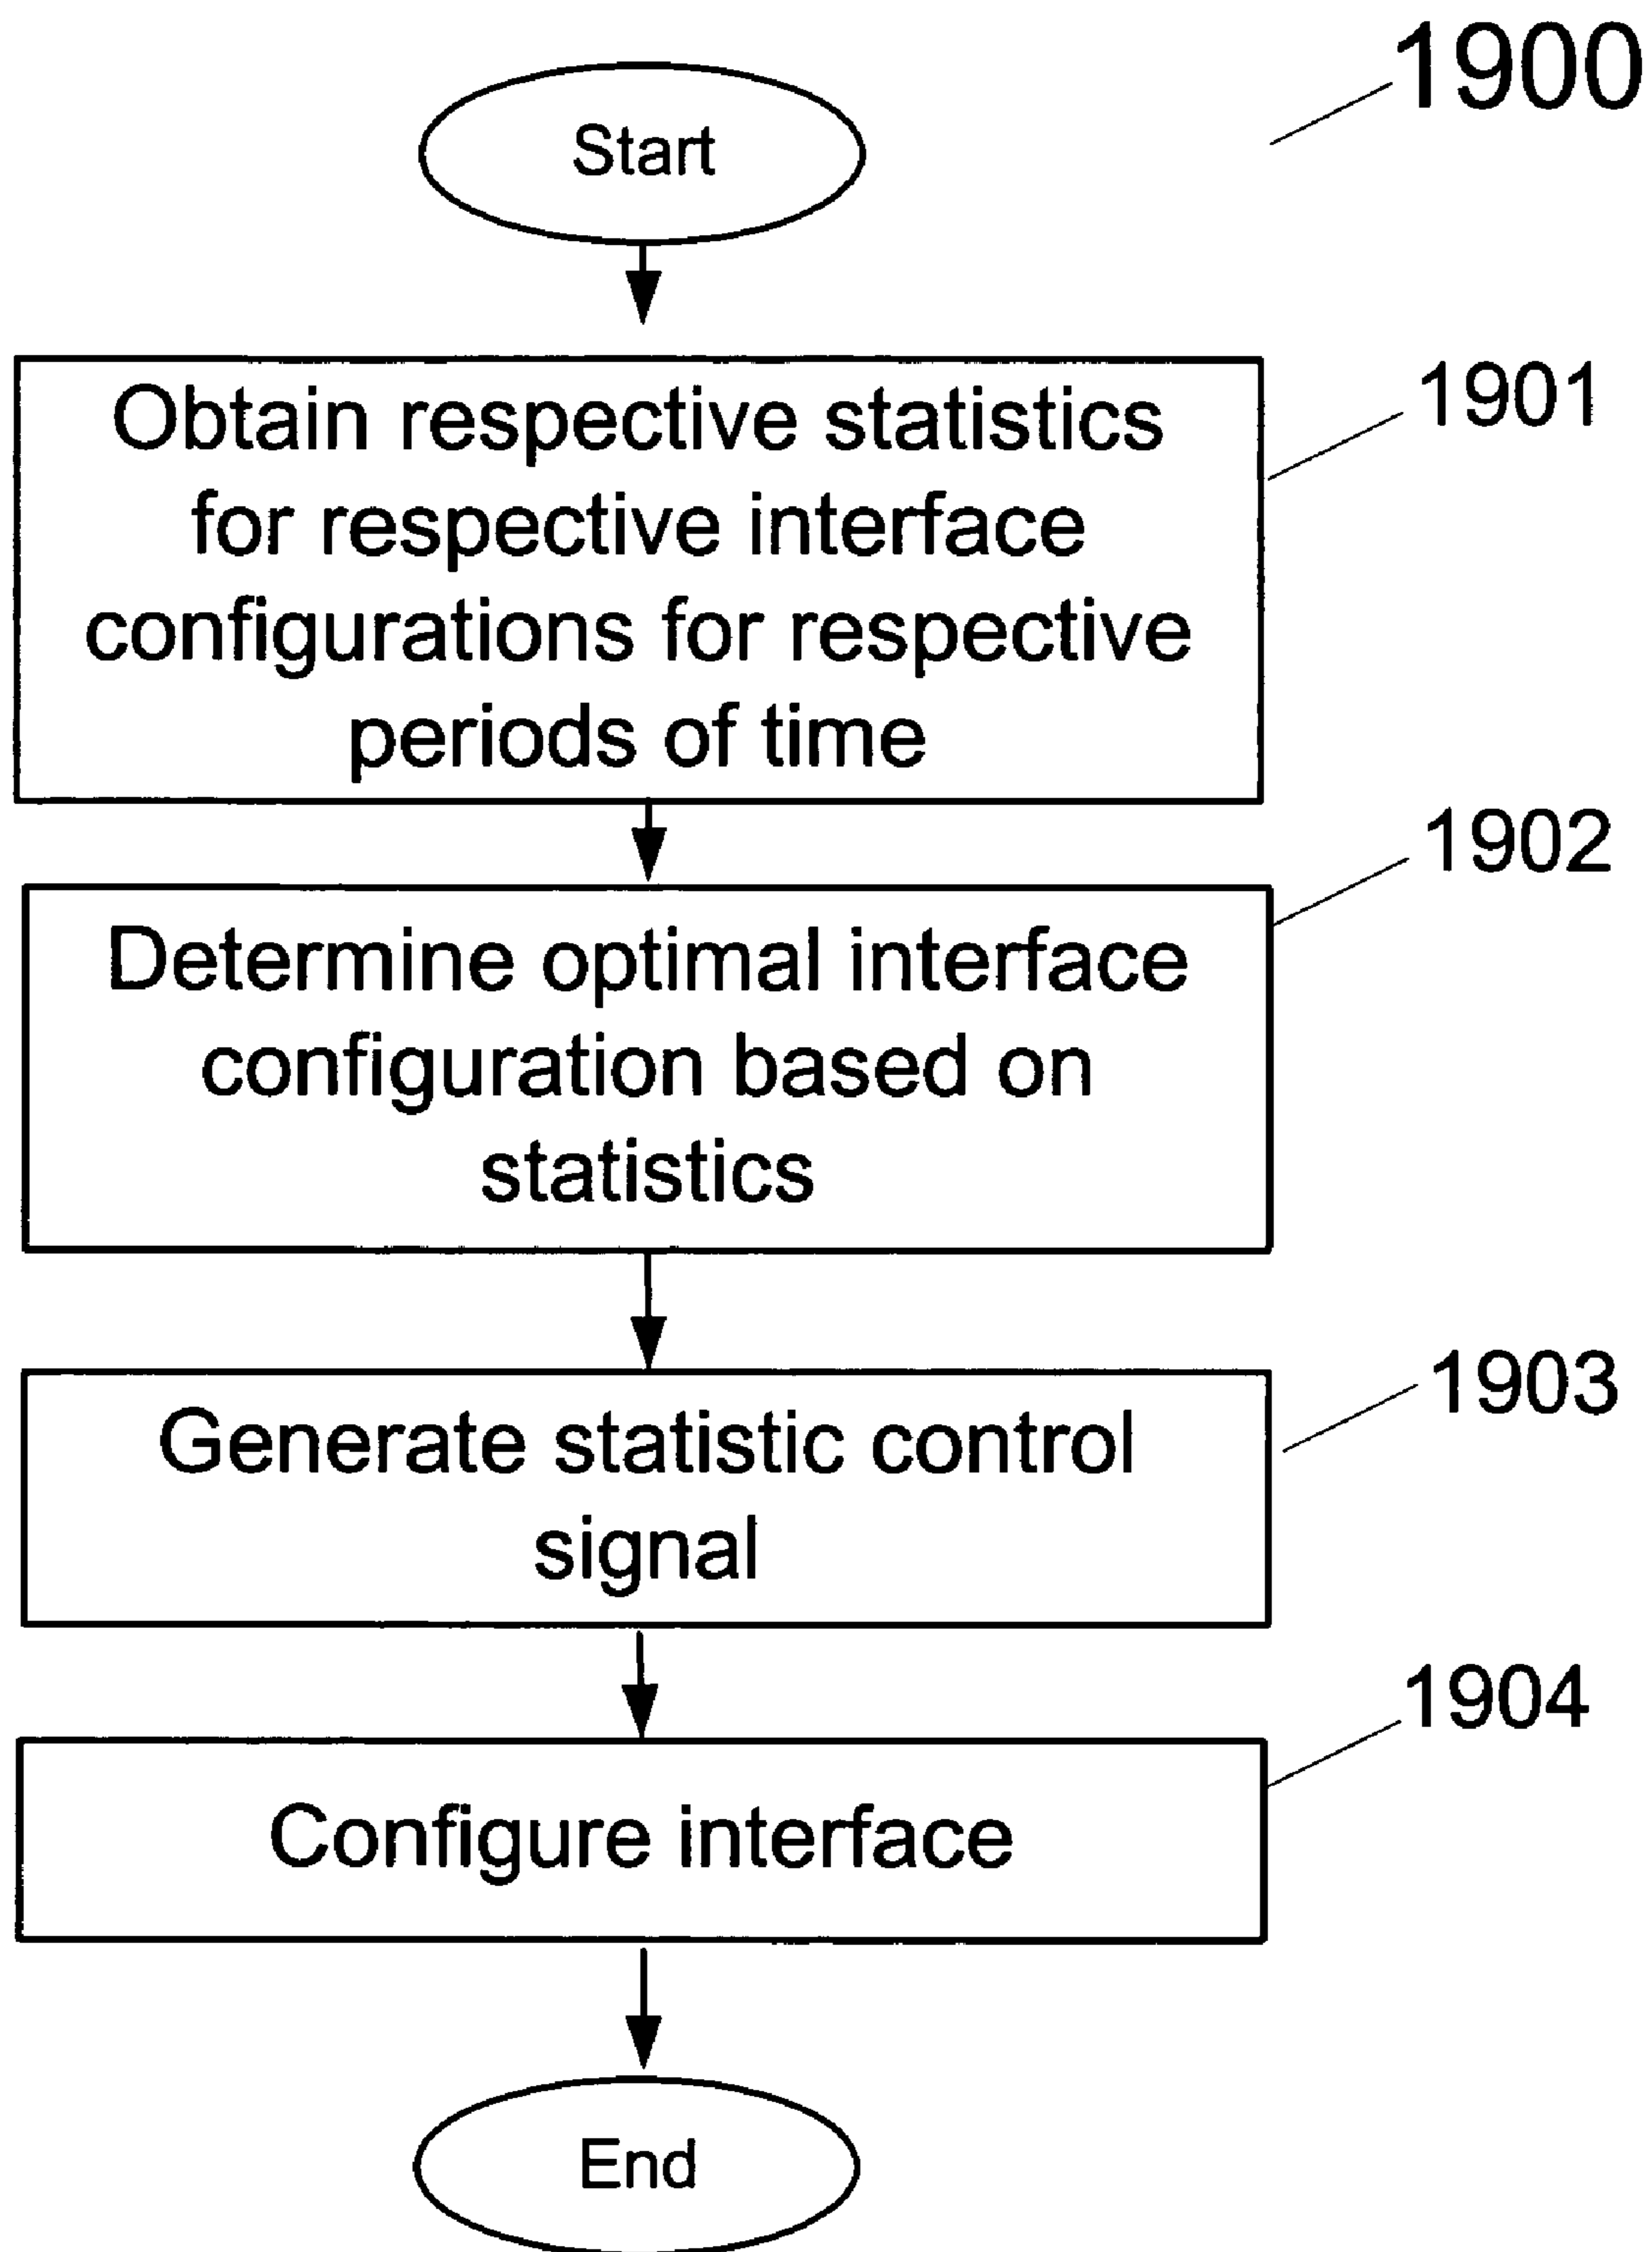 1900
Start
1901
Obtain respective statistics
for respective interface
configurations for respective
periods of time
1902
Determine optimal interface
configuration based on
statistics
1903
Generate statistic control
signal
1904
Configure interface
End